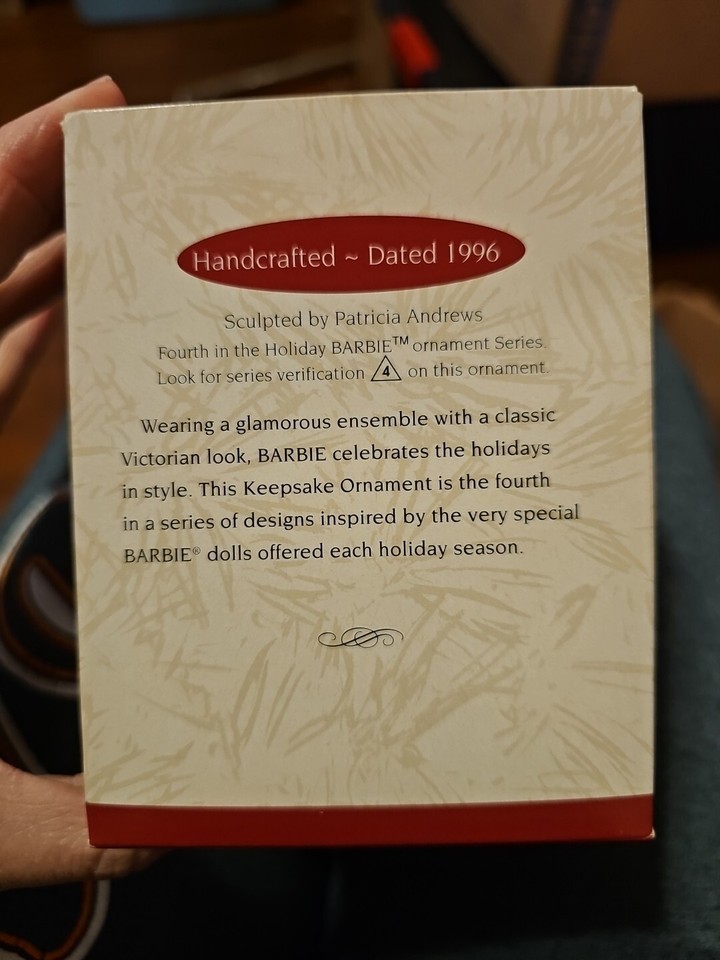 Handcrafted ~ Dated 1996
Sculpted by Patricia Andrews
Fourth in the Holiday BARBIE™ ornament Series.
Look for series verification 4 on this ornament.
Wearing a glamorous ensemble with a classic
Victorian look, BARBIE celebrates the holidays
in style. This Keepsake Ornament is the fourth
in a series of designs inspired by the very special
BARBIE® dolls offered each holiday season.